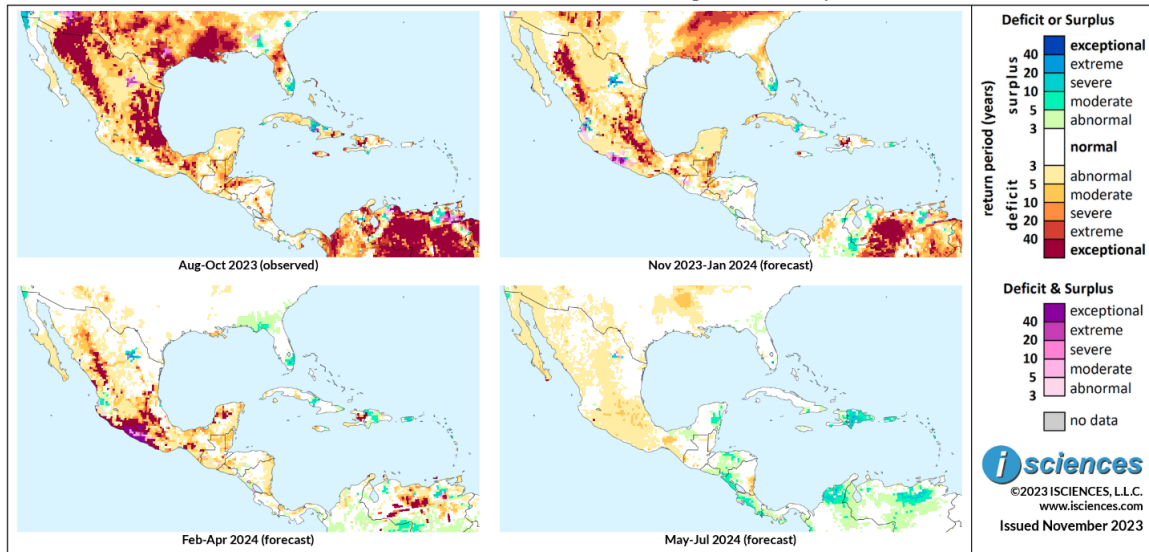 Aug-Oct 2023 (observed)
Nov 2023-Jan 2024 (forecast)
Feb-Apr 2024 (forecast)
May-Jul 2024 (forecast)
Deficit or Surplus
return period (years)
surplus
deficit
exceptional
40
extreme
20
severe
10
moderate
5
abnormal
3
normal
3
abnormal
5
moderate
10
severe
20
extreme
40
exceptional
Deficit & Surplus
exceptional
40
extreme
20
severe
10
moderate
5
abnormal
3
no data
i sciences
©2023 ISCIENCES, L.L.C.
www.isciences.com
Issued November 2023